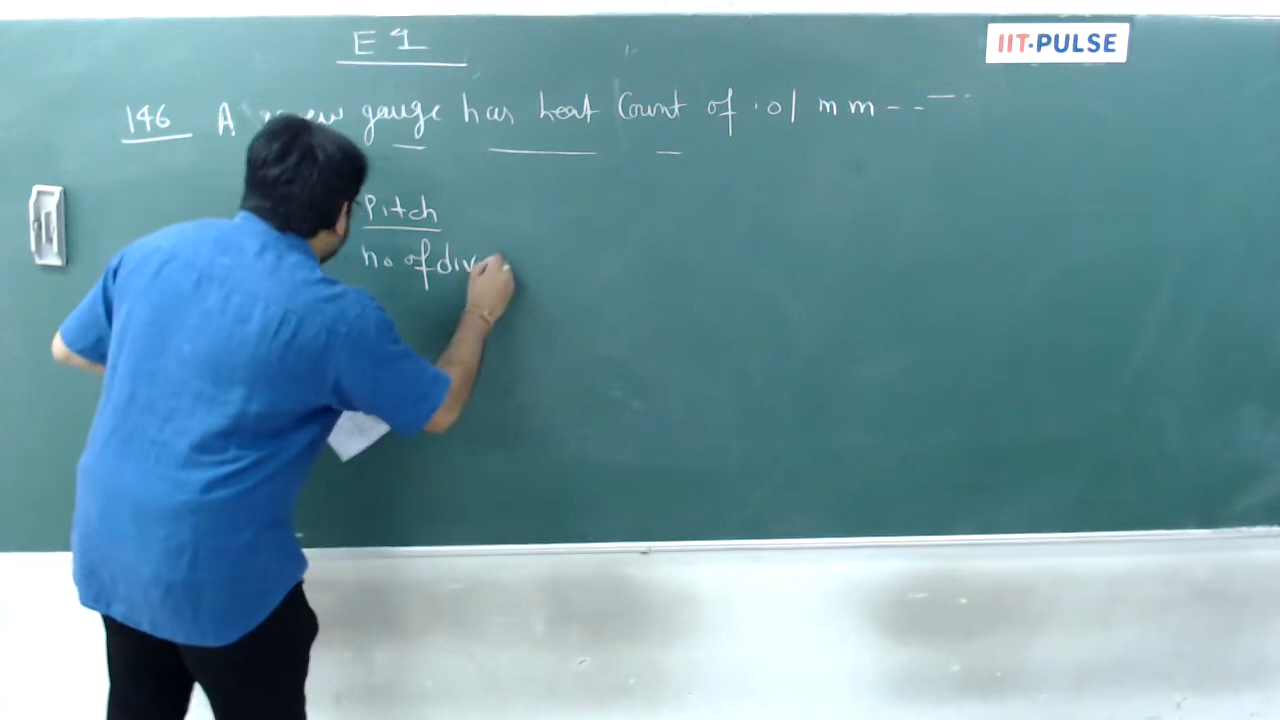 E 1
IIT·PULSE
146 A gauge has least Count of .01 mm - - -
Pitch
no. of div